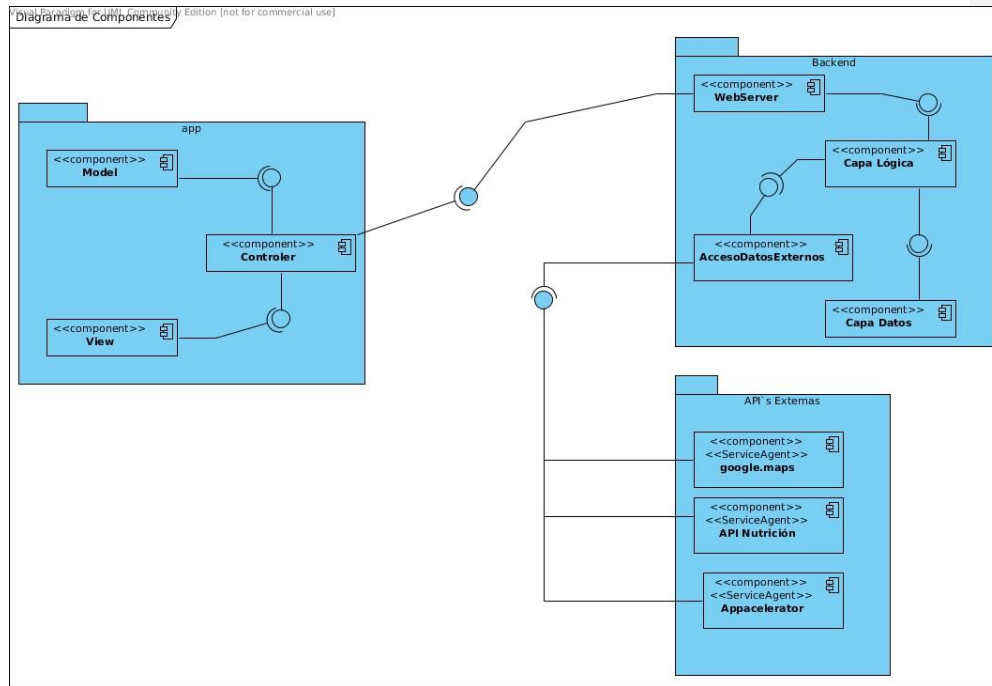 Visual Paradigm for UML Community Edition [not for commercial use]
Diagrama de Componentes
app
<<component>>
Model
<<component>>
Controler
<<component>>
View
Backend
<<component>>
WebServer
<<component>>
Capa Lógica
<<component>>
AccesoDatosExternos
<<component>>
Capa Datos
API`s Externas
<<component>>
<<ServiceAgent>>
google.maps
<<component>>
<<ServiceAgent>>
API Nutrición
<<component>>
<<ServiceAgent>>
Appacelerator